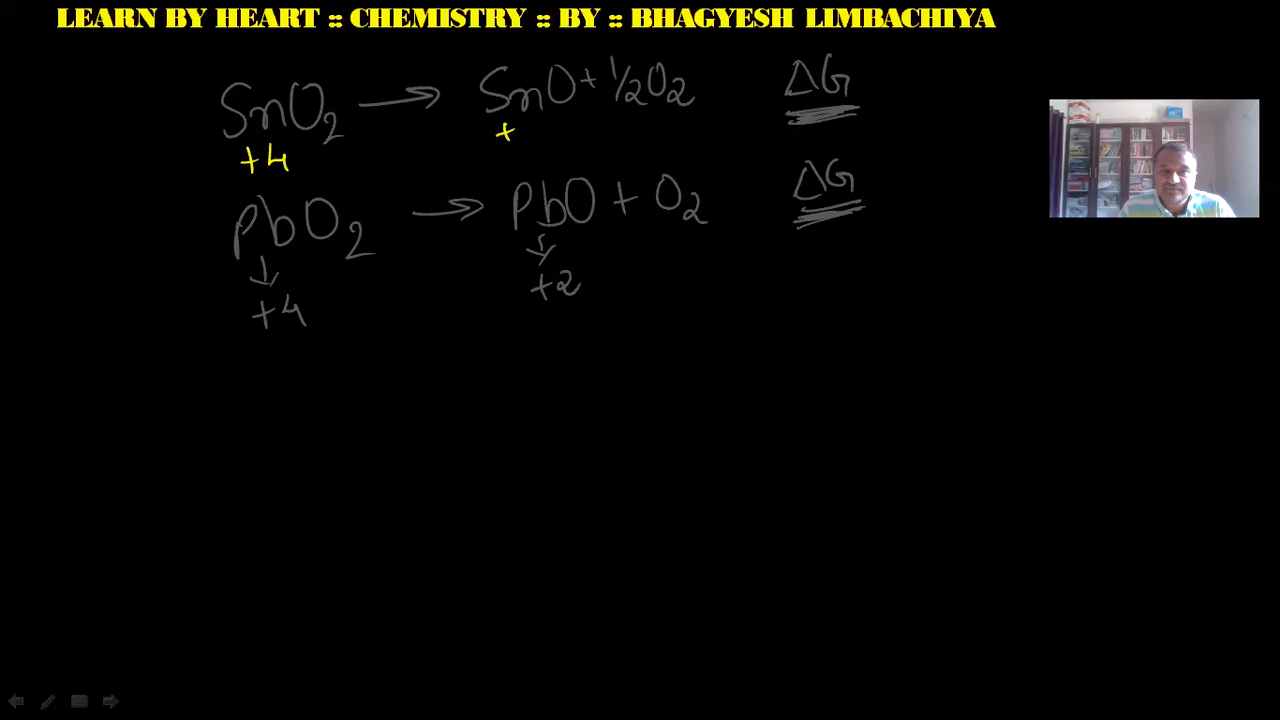 LEARN BY HEART :: CHEMISTRY :: BY :: BHAGYESH LIMBACHIYA
SnO2 → SnO + 1/2O2 ΔG
+4 +
PbO2 → PbO + O2 ΔG
+4 +2